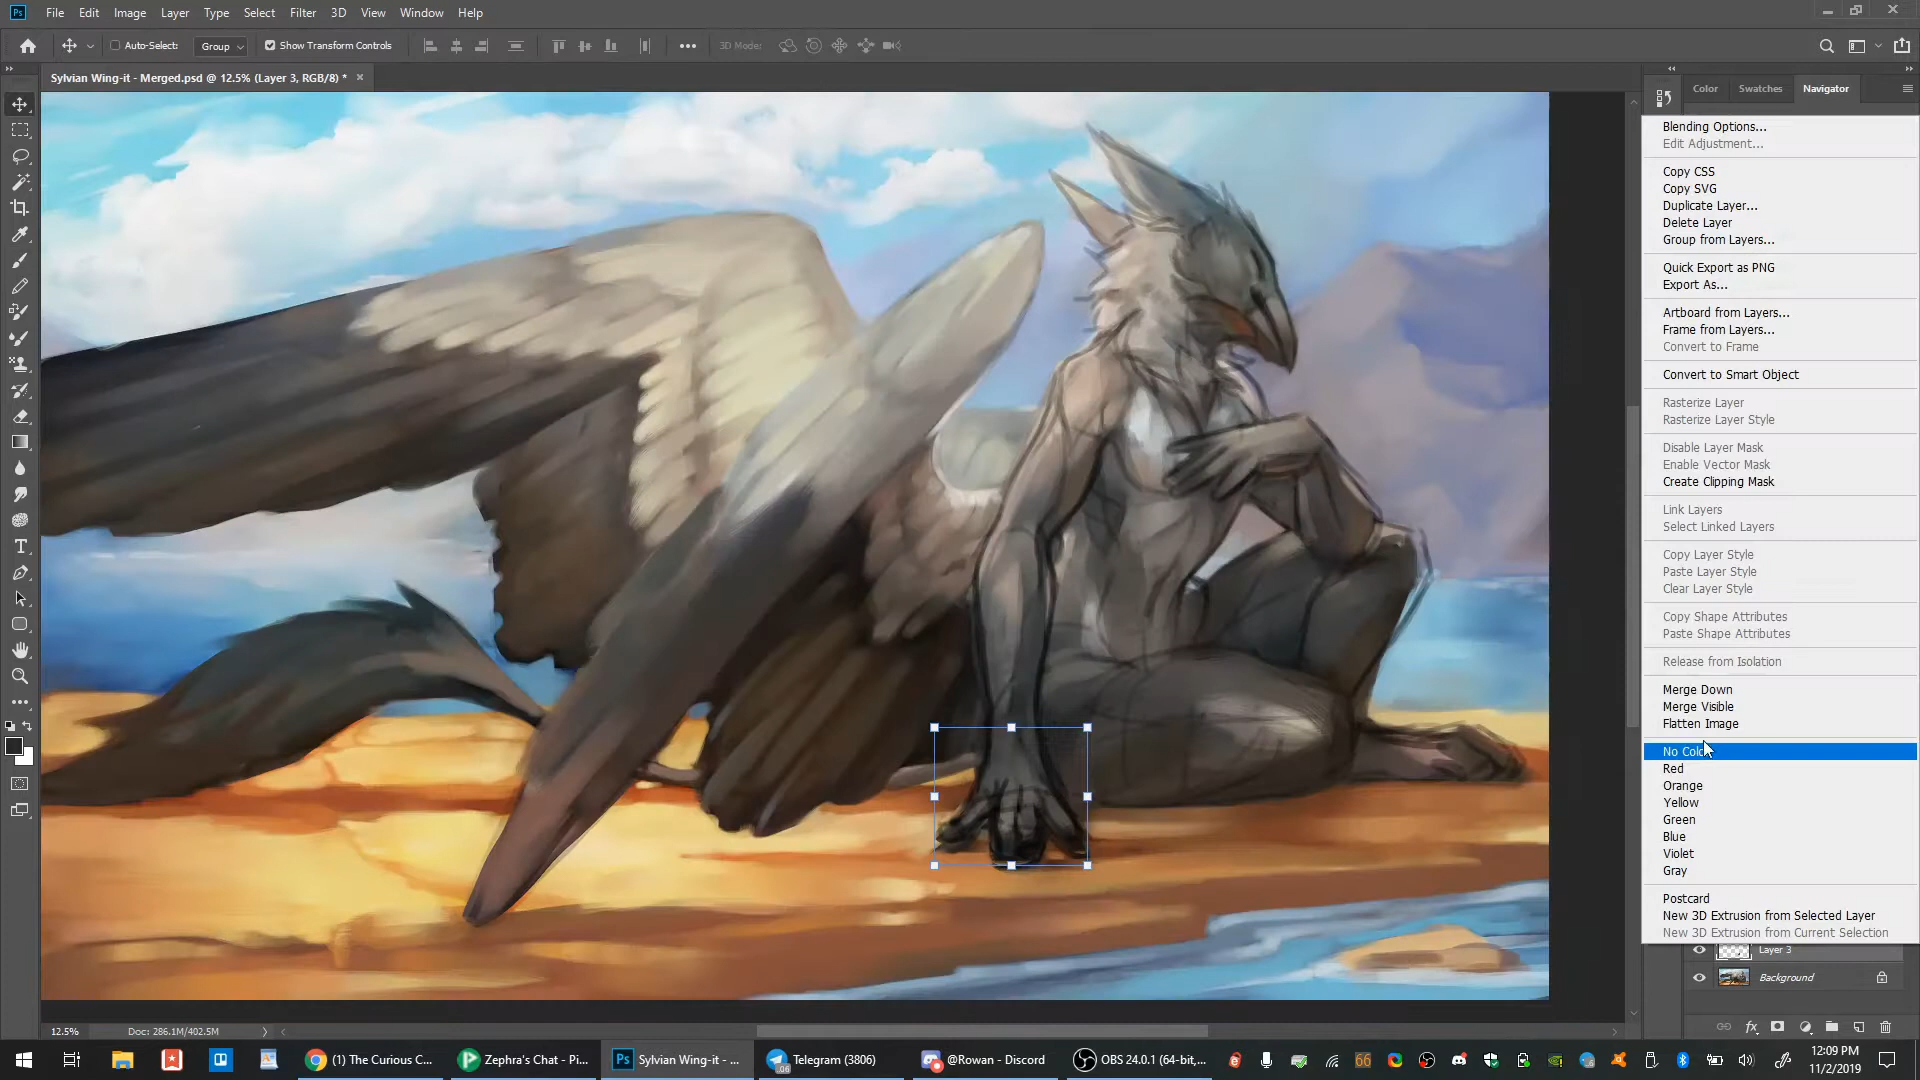 Ps File Edit Image Layer Type Select Filter 3D View Window Help
Auto-Select: Group Show Transform Controls 3D Mode:
Sylvian Wing-it - Merged.psd @ 12.5% (Layer 3, RGB/8) *
Color Swatches Navigator
Blending Options...
Edit Adjustment...
Copy CSS
Copy SVG
Duplicate Layer...
Delete Layer
Group from Layers...
Quick Export as PNG
Export As...
Artboard from Layers...
Frame from Layers...
Convert to Frame
Convert to Smart Object
Rasterize Layer
Rasterize Layer Style
Disable Layer Mask
Enable Vector Mask
Create Clipping Mask
Link Layers
Select Linked Layers
Copy Layer Style
Paste Layer Style
Clear Layer Style
Copy Shape Attributes
Paste Shape Attributes
Release from Isolation
Merge Down
Merge Visible
Flatten Image
No Color
Red
Orange
Yellow
Green
Blue
Violet
Gray
Postcard
New 3D Extrusion from Selected Layer
New 3D Extrusion from Current Selection
Layer 3
Background
12.5% Doc: 286.1M/402.5M
(1) The Curious C... Zephra's Chat - Pi... Ps Sylvian Wing-it - ... Telegram (3806) @Rowan - Discord OBS 24.0.1 (64-bit,... 66 12:09 PM
11/2/2019